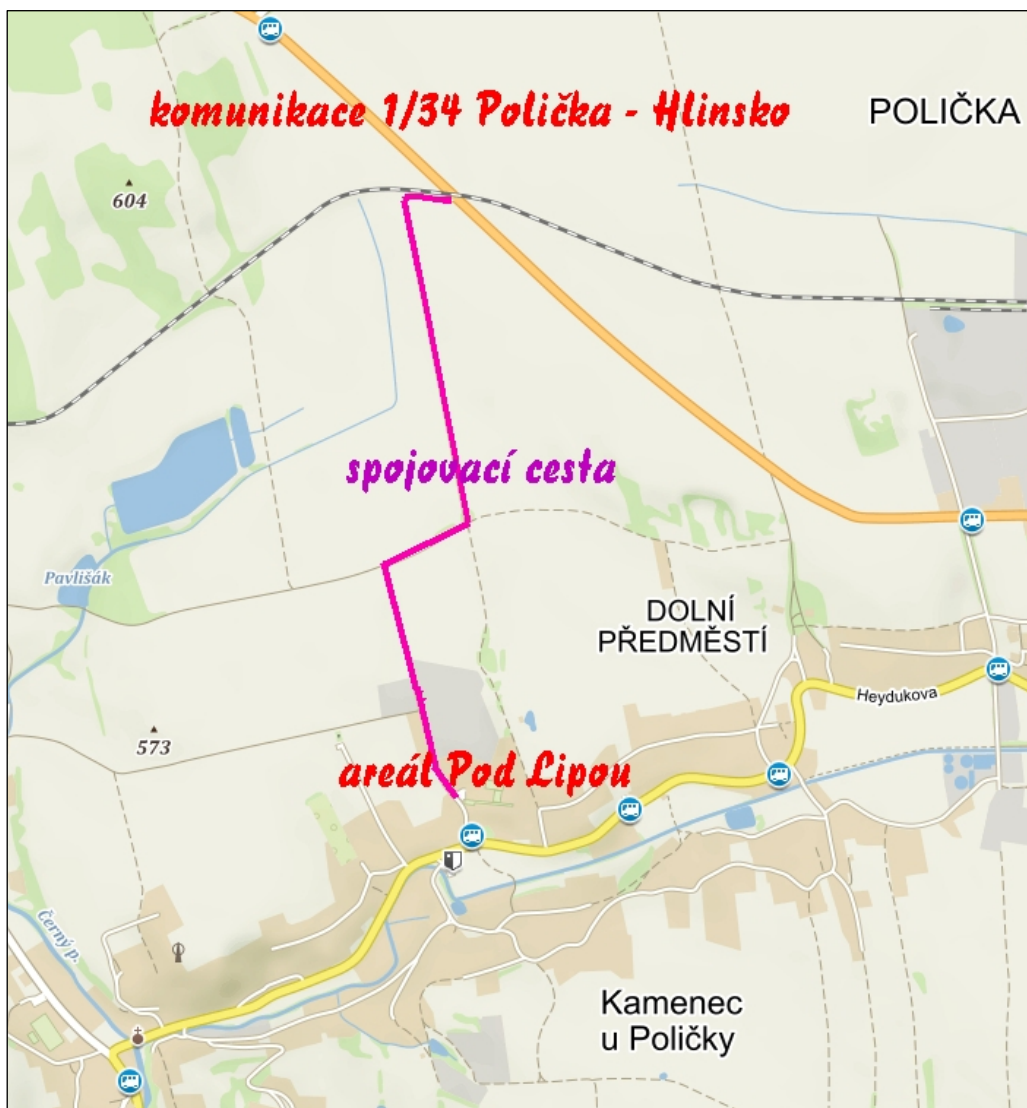 komunikace 1/34 Polička - Hlinsko
POLIČKA
604
spojovací cesta
Pavlišák
DOLNÍ
PŘEDMĚSTÍ
Heydukova
573
areál Pod Lipou
Černý p.
Kamenec
u Poličky